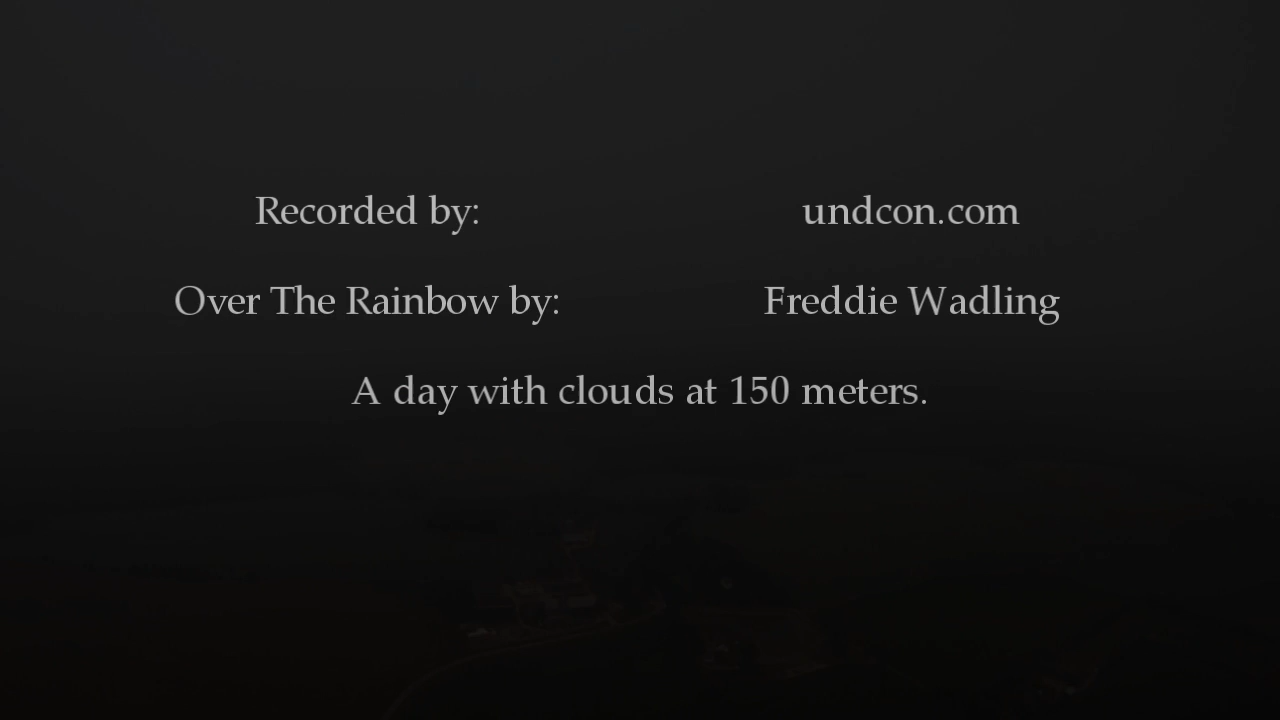 Recorded by: undcon.com
Over The Rainbow by: Freddie Wadling
A day with clouds at 150 meters.